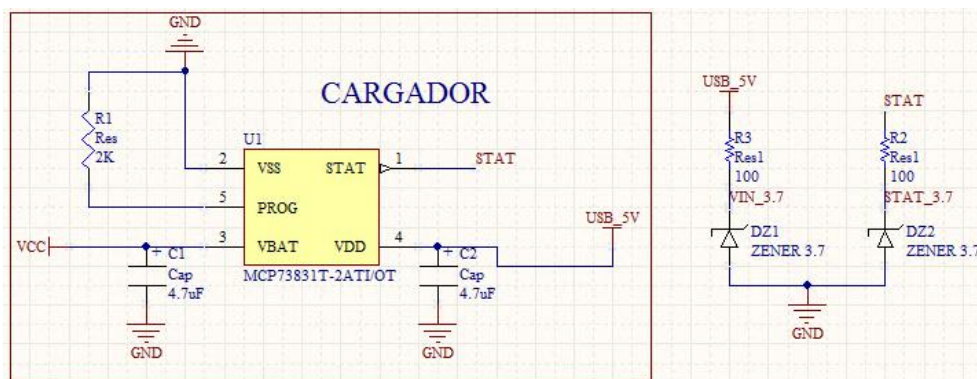 GND
CARGADOR
R1
Res
2K
U1
2 VSS STAT 1 STAT
5 PROG
VCC 3 VBAT VDD 4 USB_5V
MCP73831T-2ATI/OT
+ C1
Cap
4.7uF
GND
+ C2
Cap
4.7uF
GND
USB_5V
R3
Res1
100
VIN_3.7
DZ1
ZENER 3.7
STAT
R2
Res1
100
STAT_3.7
DZ2
ZENER 3.7
GND